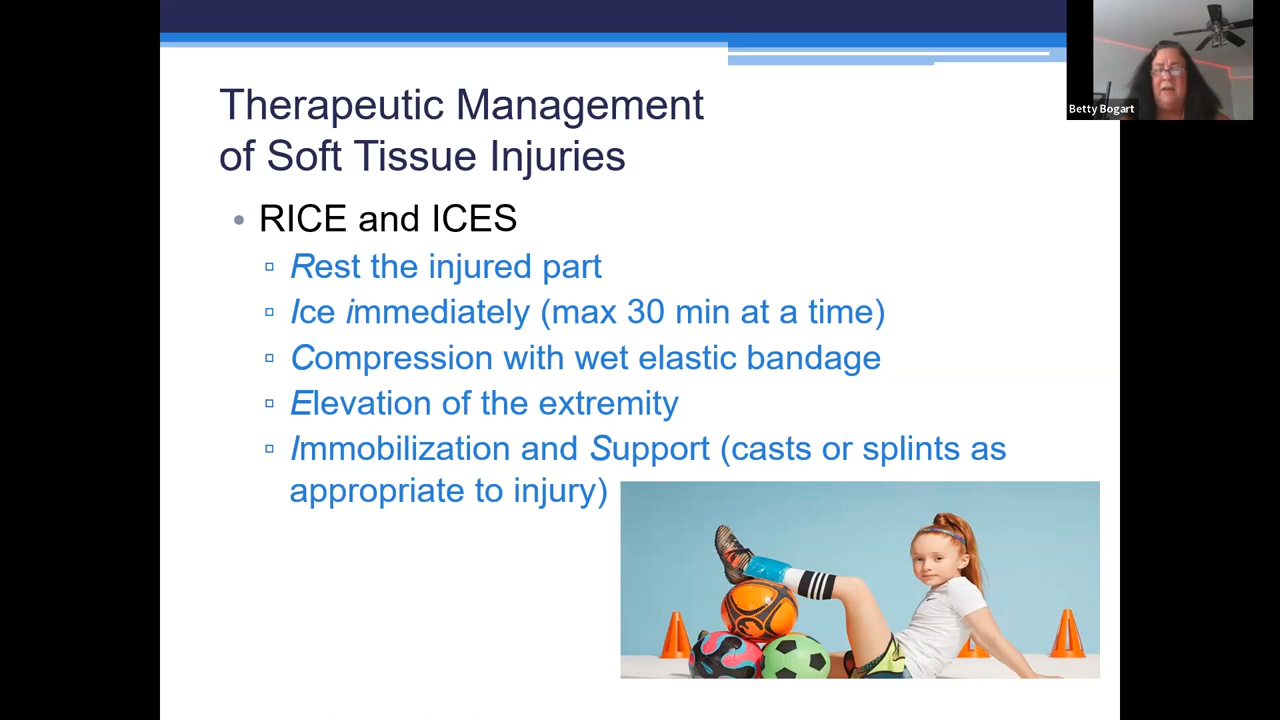 Therapeutic Management
of Soft Tissue Injuries
RICE and ICES
Rest the injured part
Ice immediately (max 30 min at a time)
Compression with wet elastic bandage
Elevation of the extremity
Immobilization and Support (casts or splints as
appropriate to injury)
Betty Bogart